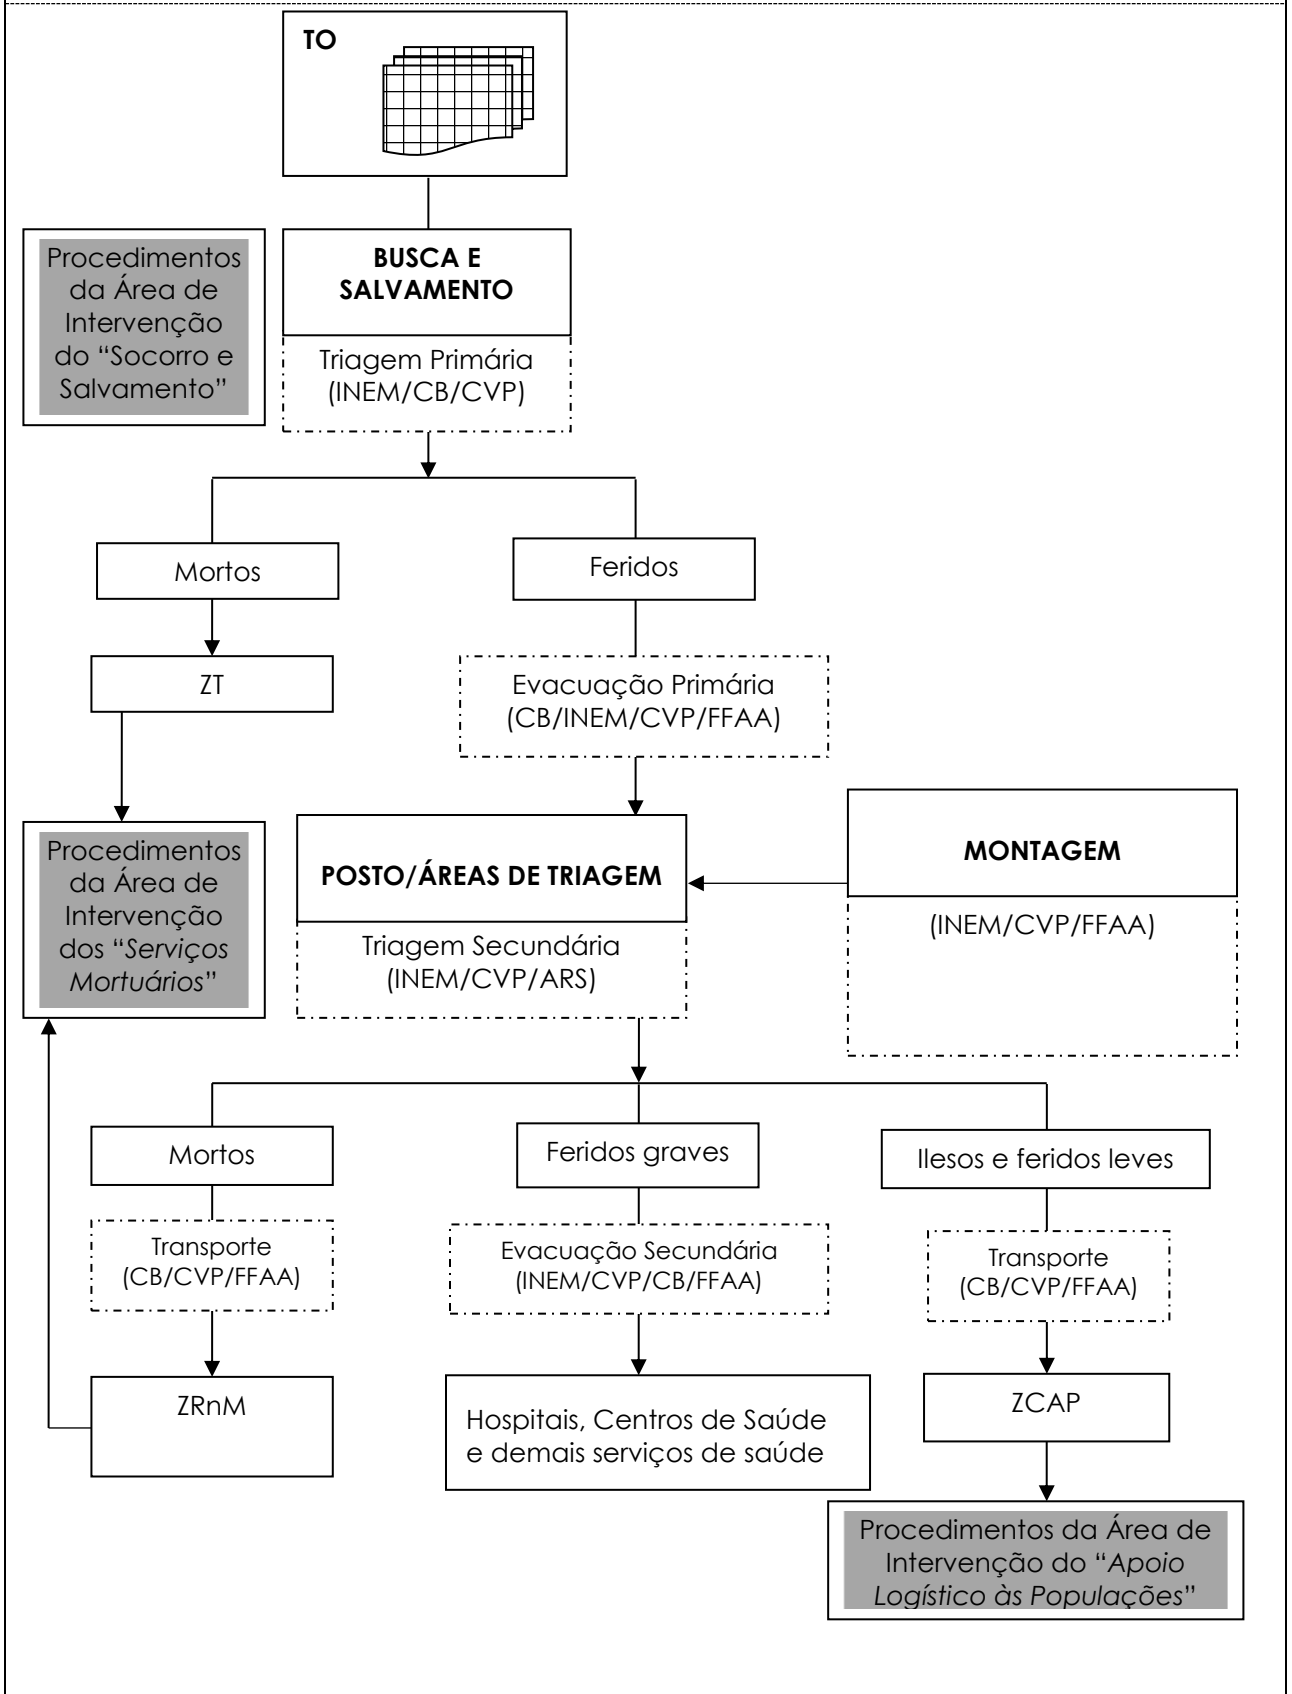 TO
Procedimentos
da Área de
Intervenção
do “Socorro e
Salvamento”
BUSCA E
SALVAMENTO
Triagem Primária
(INEM/CB/CVP)
Mortos
Feridos
ZT
Evacuação Primária
(CB/INEM/CVP/FFAA)
Procedimentos
da Área de
Intervenção
dos “Serviços
Mortuários”
POSTO/ÁREAS DE TRIAGEM
Triagem Secundária
(INEM/CVP/ARS)
MONTAGEM
(INEM/CVP/FFAA)
Mortos
Feridos graves
Ilesos e feridos leves
Transporte
(CB/CVP/FFAA)
Evacuação Secundária
(INEM/CVP/CB/FFAA)
Transporte
(CB/CVP/FFAA)
ZRnM
Hospitais, Centros de Saúde
e demais serviços de saúde
ZCAP
Procedimentos da Área de
Intervenção do “Apoio
Logístico às Populações”